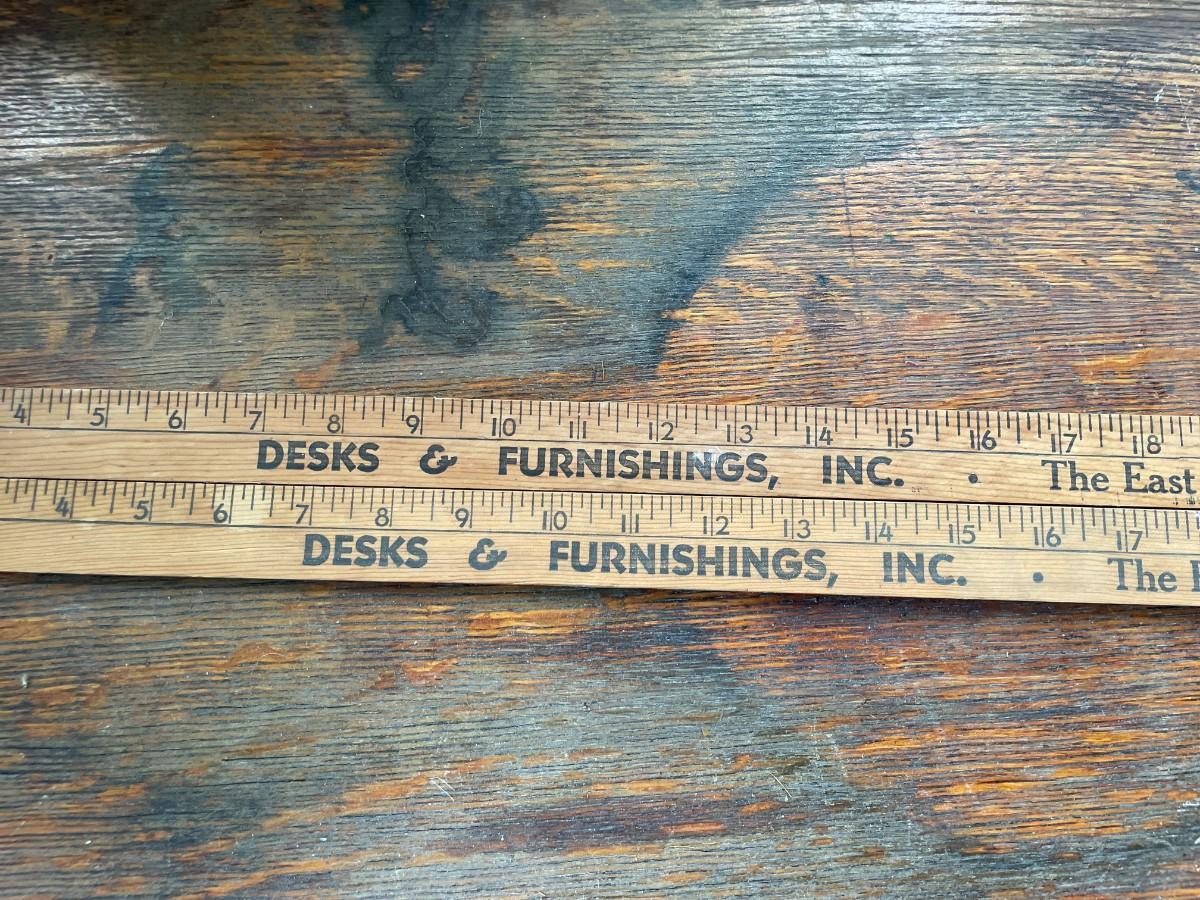 4 5 6 7 8 9 10 11 12 13 14 15 16 17 18
DESKS & FURNISHINGS, INC. • The East
4 5 6 7 8 9 10 11 12 13 14 15 16 17
DESKS & FURNISHINGS, INC. • The